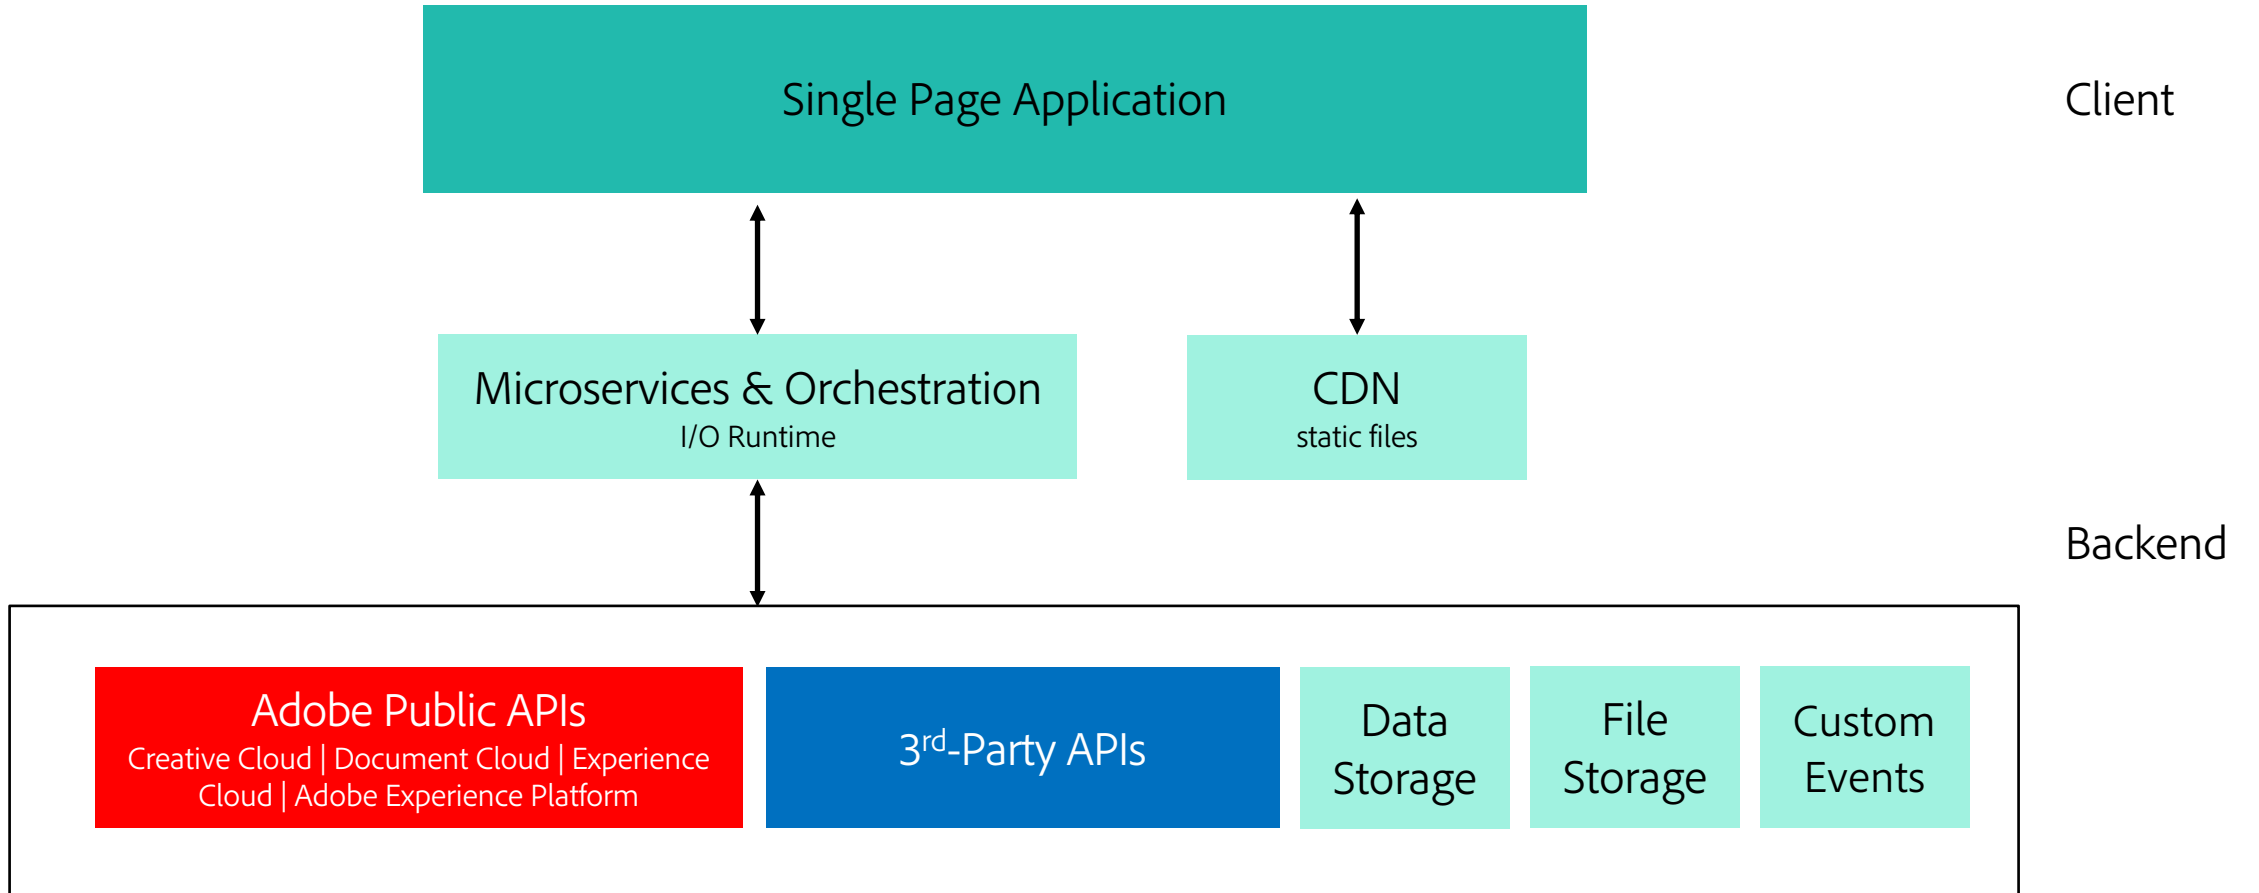 Single Page Application
Client
Microservices & Orchestration
I/O Runtime
CDN
static files
Backend
Adobe Public APIs
Creative Cloud | Document Cloud | Experience
Cloud | Adobe Experience Platform
3rd-Party APIs
Data
Storage
File
Storage
Custom
Events